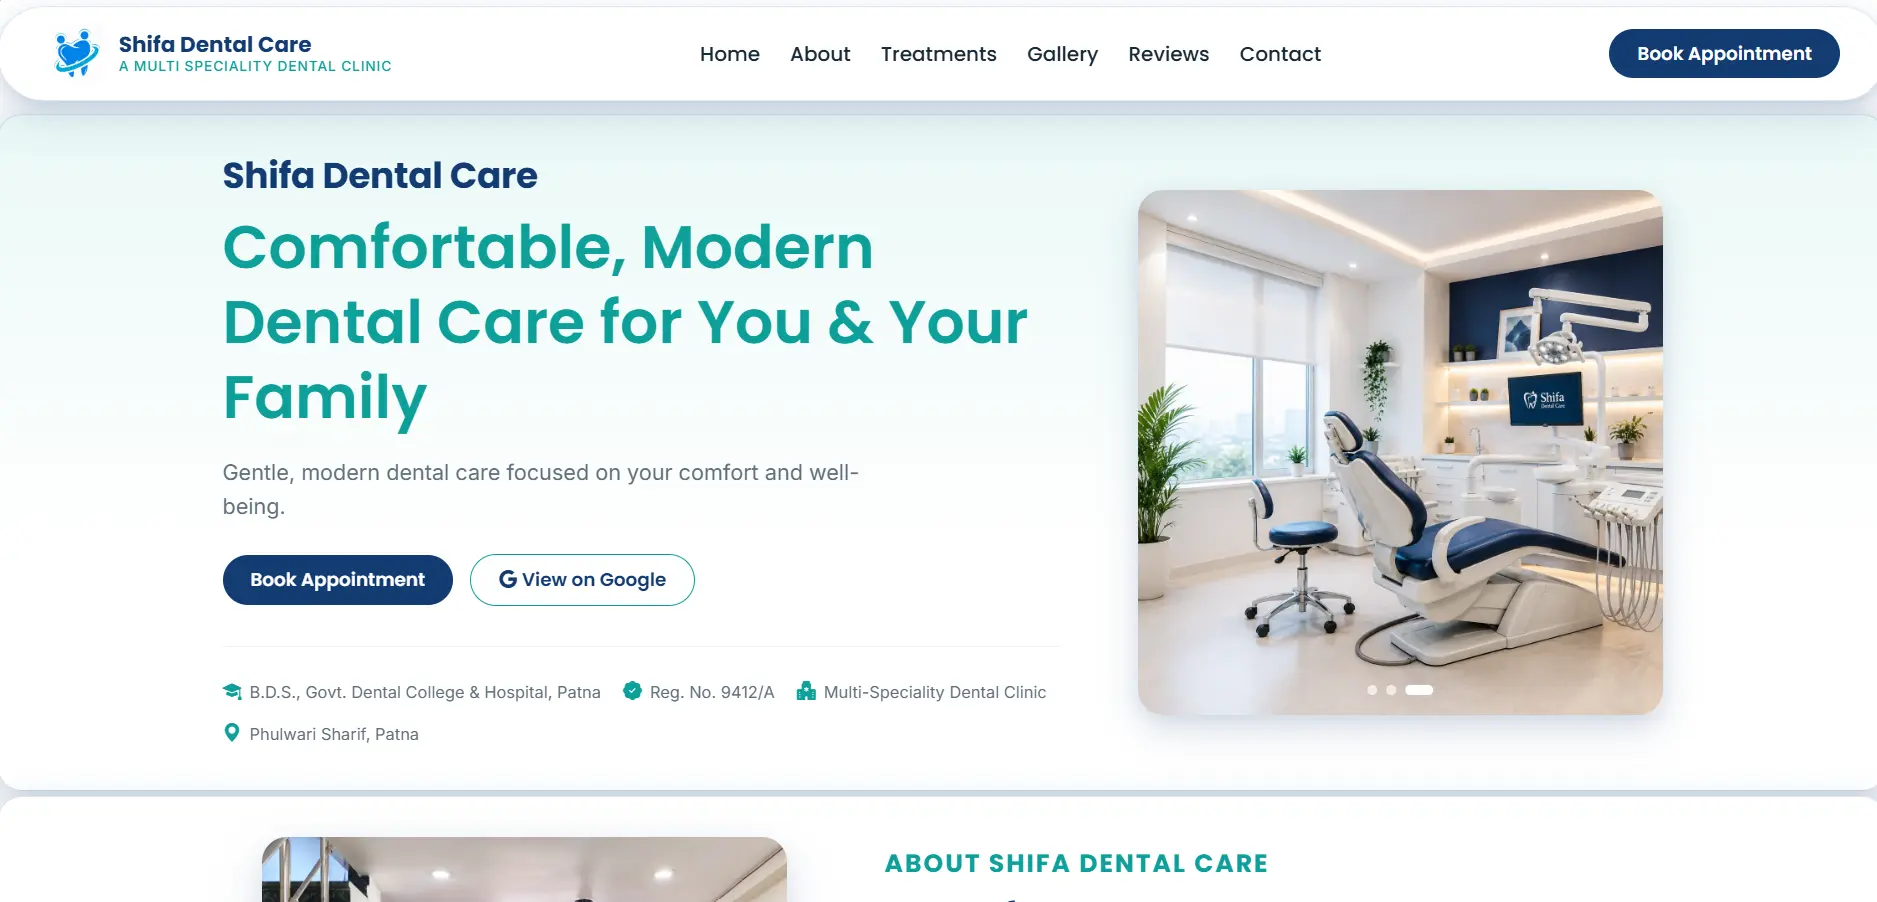 Shifa Dental Care
A MULTI SPECIALITY DENTAL CLINIC
Home About Treatments Gallery Reviews Contact
Book Appointment
Shifa Dental Care
Comfortable, Modern
Dental Care for You & Your
Family
Gentle, modern dental care focused on your comfort and well-
being.
Book Appointment
View on Google
B.D.S., Govt. Dental College & Hospital, Patna
Reg. No. 9412/A
Multi-Speciality Dental Clinic
Phulwari Sharif, Patna
Shifa
Dental Care
ABOUT SHIFA DENTAL CARE